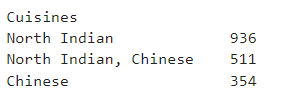 Cuisines
North Indian 936
North Indian, Chinese 511
Chinese 354